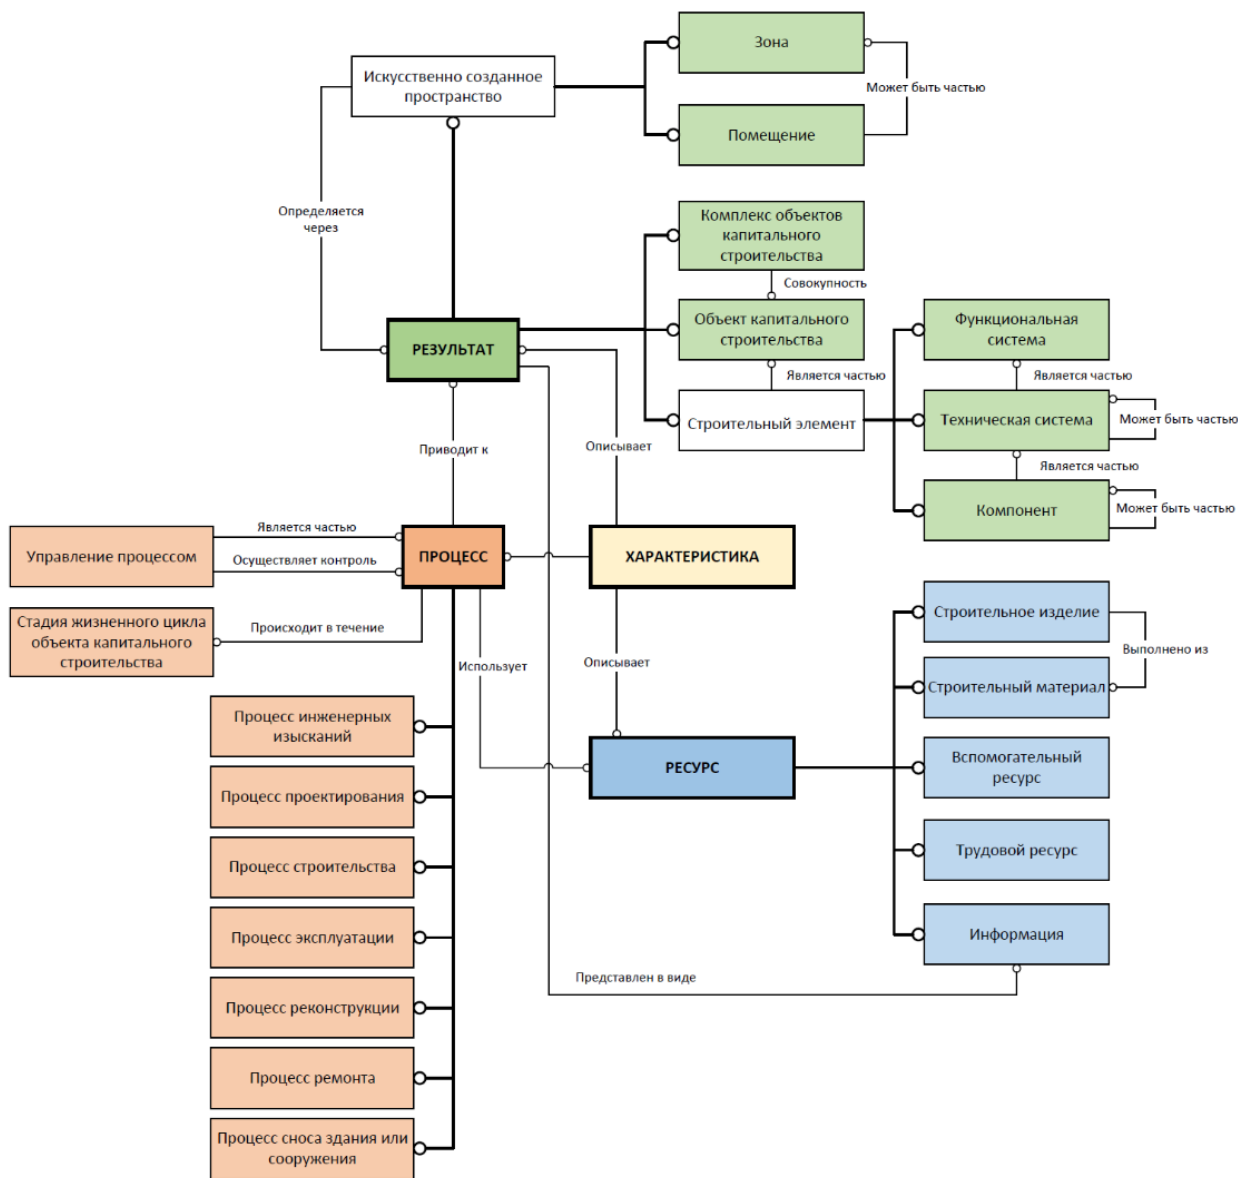 Зона
Искусственно созданное
пространство
Может быть частью
Помещение
Определяется
через
Комплекс объектов
капитального
строительства
Совокупность
Объект капитального
строительства
Функциональная
система
РЕЗУЛЬТАТ
Является частью
Является частью
Строительный элемент
Техническая система
Может быть частью
Приводит к
Описывает
Является частью
Компонент
Может быть частью
Является частью
Управление процессом
Осуществляет контроль
ПРОЦЕСС
ХАРАКТЕРИСТИКА
Стадия жизненного цикла
объекта капитального
строительства
Происходит в течение
Использует
Описывает
Строительное изделие
Выполнено из
Строительный материал
Процесс инженерных
изысканий
РЕСУРС
Вспомогательный
ресурс
Процесс проектирования
Процесс строительства
Трудовой ресурс
Процесс эксплуатации
Информация
Представлен в виде
Процесс реконструкции
Процесс ремонта
Процесс сноса здания или
сооружения